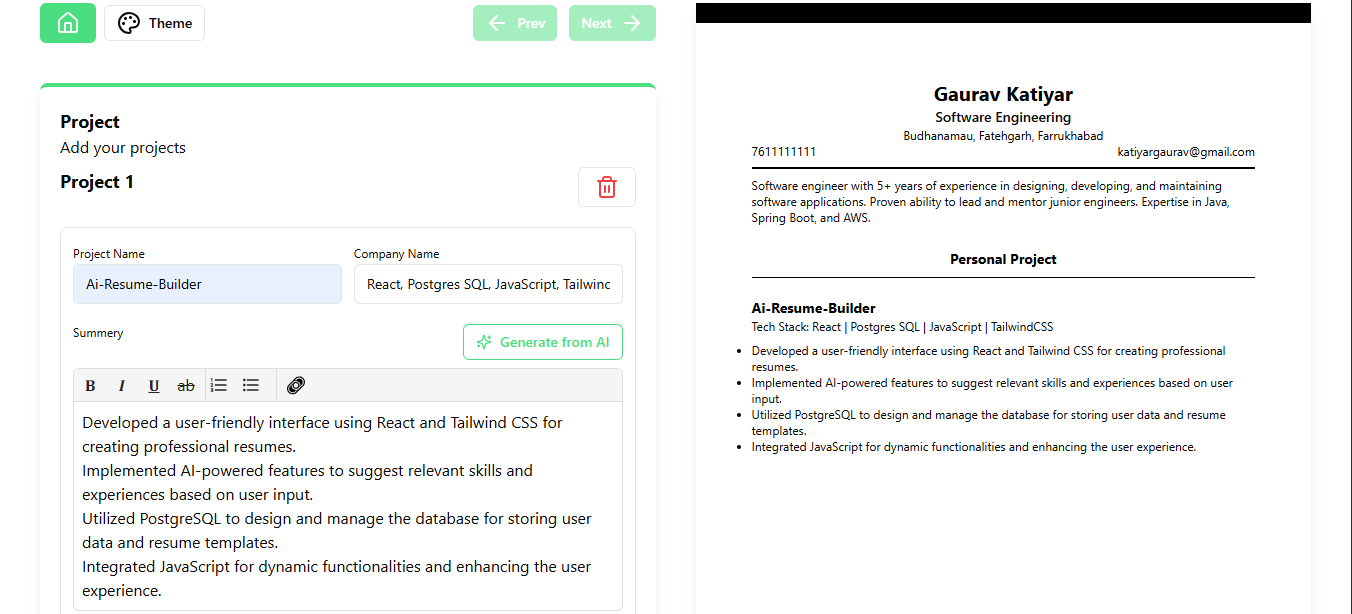 Theme
Prev
Next
Project
Add your projects
Project 1
Project Name
Company Name
Ai-Resume-Builder
React, Postgres SQL, JavaScript, Tailwinc
Summery
Generate from AI
B I U ab
Developed a user-friendly interface using React and Tailwind CSS for
creating professional resumes.
Implemented AI-powered features to suggest relevant skills and
experiences based on user input.
Utilized PostgreSQL to design and manage the database for storing user
data and resume templates.
Integrated JavaScript for dynamic functionalities and enhancing the user
experience.
Gaurav Katiyar
Software Engineering
Budhanamau, Fatehgarh, Farrukhabad
7611111111
katiyargaurav@gmail.com
Software engineer with 5+ years of experience in designing, developing, and maintaining
software applications. Proven ability to lead and mentor junior engineers. Expertise in Java,
Spring Boot, and AWS.
Personal Project
Ai-Resume-Builder
Tech Stack: React | Postgres SQL | JavaScript | TailwindCSS
• Developed a user-friendly interface using React and Tailwind CSS for creating professional
resumes.
• Implemented AI-powered features to suggest relevant skills and experiences based on user
input.
• Utilized PostgreSQL to design and manage the database for storing user data and resume
templates.
• Integrated JavaScript for dynamic functionalities and enhancing the user experience.